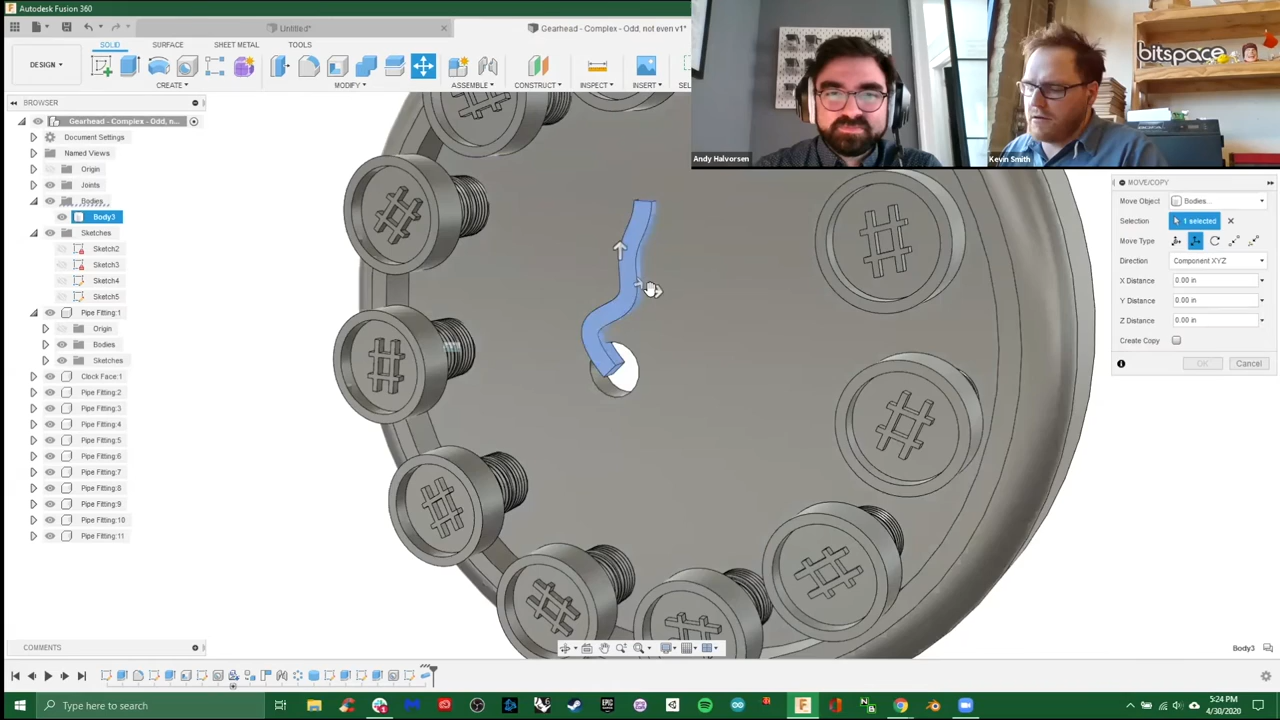 Autodesk Fusion 360
Untitled*
Gearhead - Complex - Odd, not even v1*
SOLID
SURFACE
SHEET METAL
TOOLS
DESIGN
CREATE
MODIFY
ASSEMBLE
CONSTRUCT
INSPECT
INSERT
bitspace
Andy Halvorsen
Kevin Smith
BROWSER
Gearhead - Complex - Odd, n...
Document Settings
Named Views
Origin
Joints
Bodies
Body3
Sketches
Sketch2
Sketch3
Sketch4
Sketch5
Pipe Fitting:1
Origin
Bodies
Sketches
Clock Face:1
Pipe Fitting:2
Pipe Fitting:3
Pipe Fitting:4
Pipe Fitting:5
Pipe Fitting:6
Pipe Fitting:7
Pipe Fitting:8
Pipe Fitting:9
Pipe Fitting:10
Pipe Fitting:11
MOVE/COPY
Move Object
Bodies...
Selection
1 selected
Move Type
Direction
Component XYZ
X Distance
0.00 in
Y Distance
0.00 in
Z Distance
0.00 in
Create Copy
OK
Cancel
COMMENTS
Body3
Type here to search
5:24 PM
4/30/2020